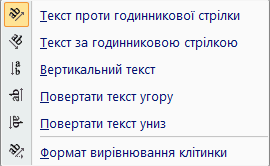 Текст проти годинникової стрілки
Текст за годинниковою стрілкою
Вертикальний текст
Повертати текст угору
Повертати текст униз
Формат вирівнювання клітинки